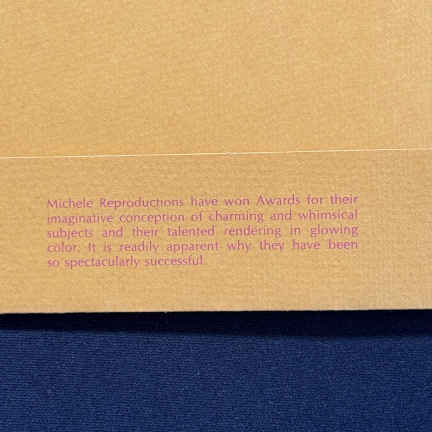 Michele Reproductions have won Awards for their
imaginative conception of charming and whimsical
subjects and their talented rendering in glowing
color. It is readily apparent why they have been
so spectacularly successful.